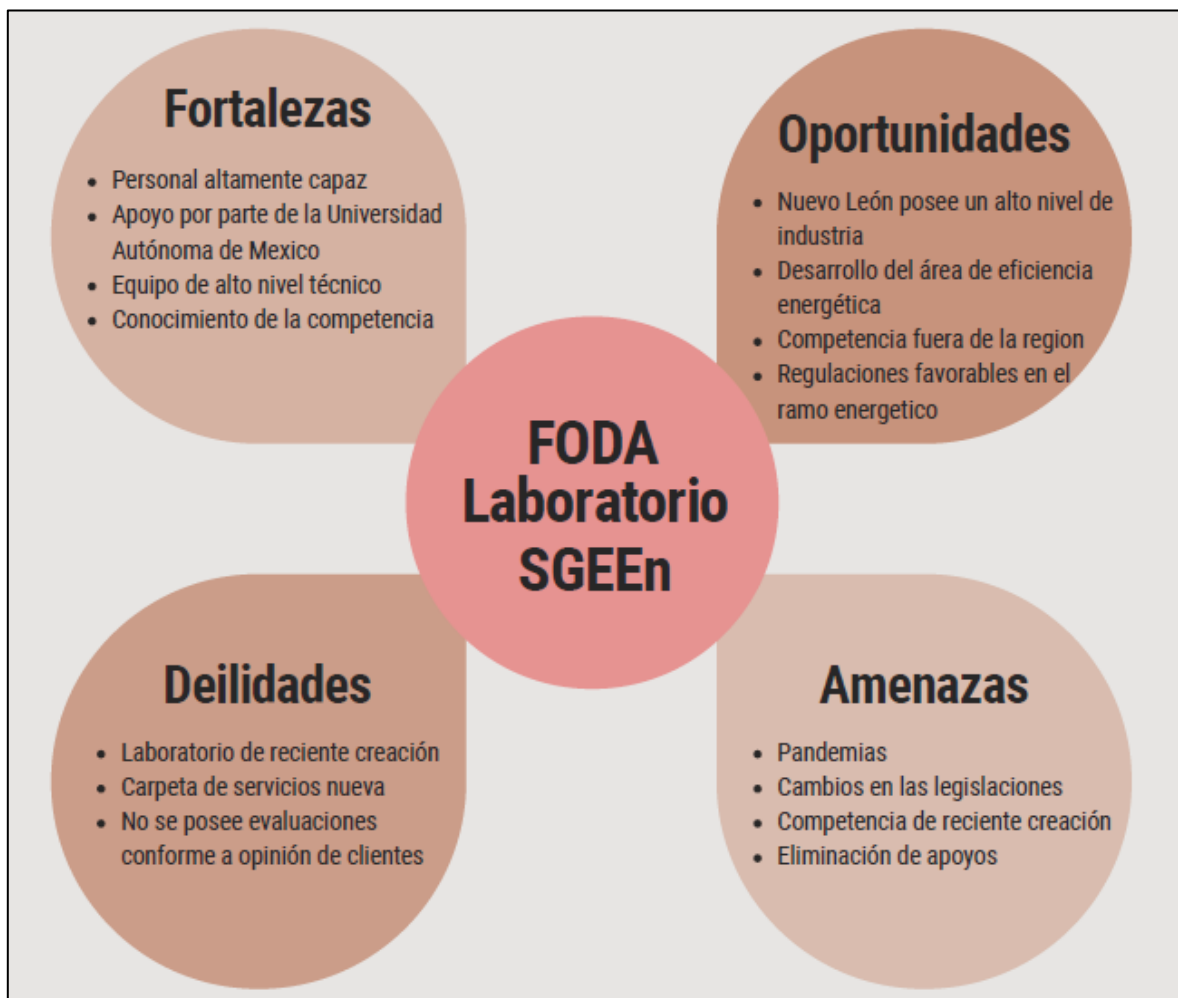 Fortalezas
• Personal altamente capaz
• Apoyo por parte de la Universidad
Autónoma de Mexico
• Equipo de alto nivel técnico
• Conocimiento de la competencia
Oportunidades
• Nuevo León posee un alto nivel de
industria
• Desarrollo del área de eficiencia
energética
• Competencia fuera de la region
• Regulaciones favorables en el
ramo energetico
FODA
Laboratorio
SGEEn
Deilidades
• Laboratorio de reciente creación
• Carpeta de servicios nueva
• No se posee evaluaciones
conforme a opinión de clientes
Amenazas
• Pandemias
• Cambios en las legislaciones
• Competencia de reciente creación
• Eliminación de apoyos